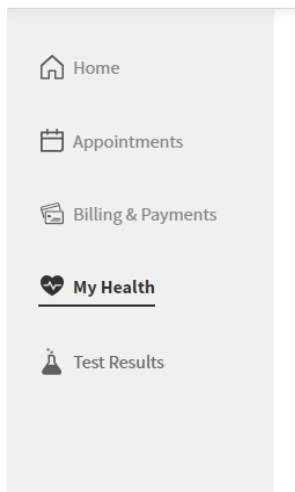 Home
Appointments
Billing & Payments
My Health
Test Results